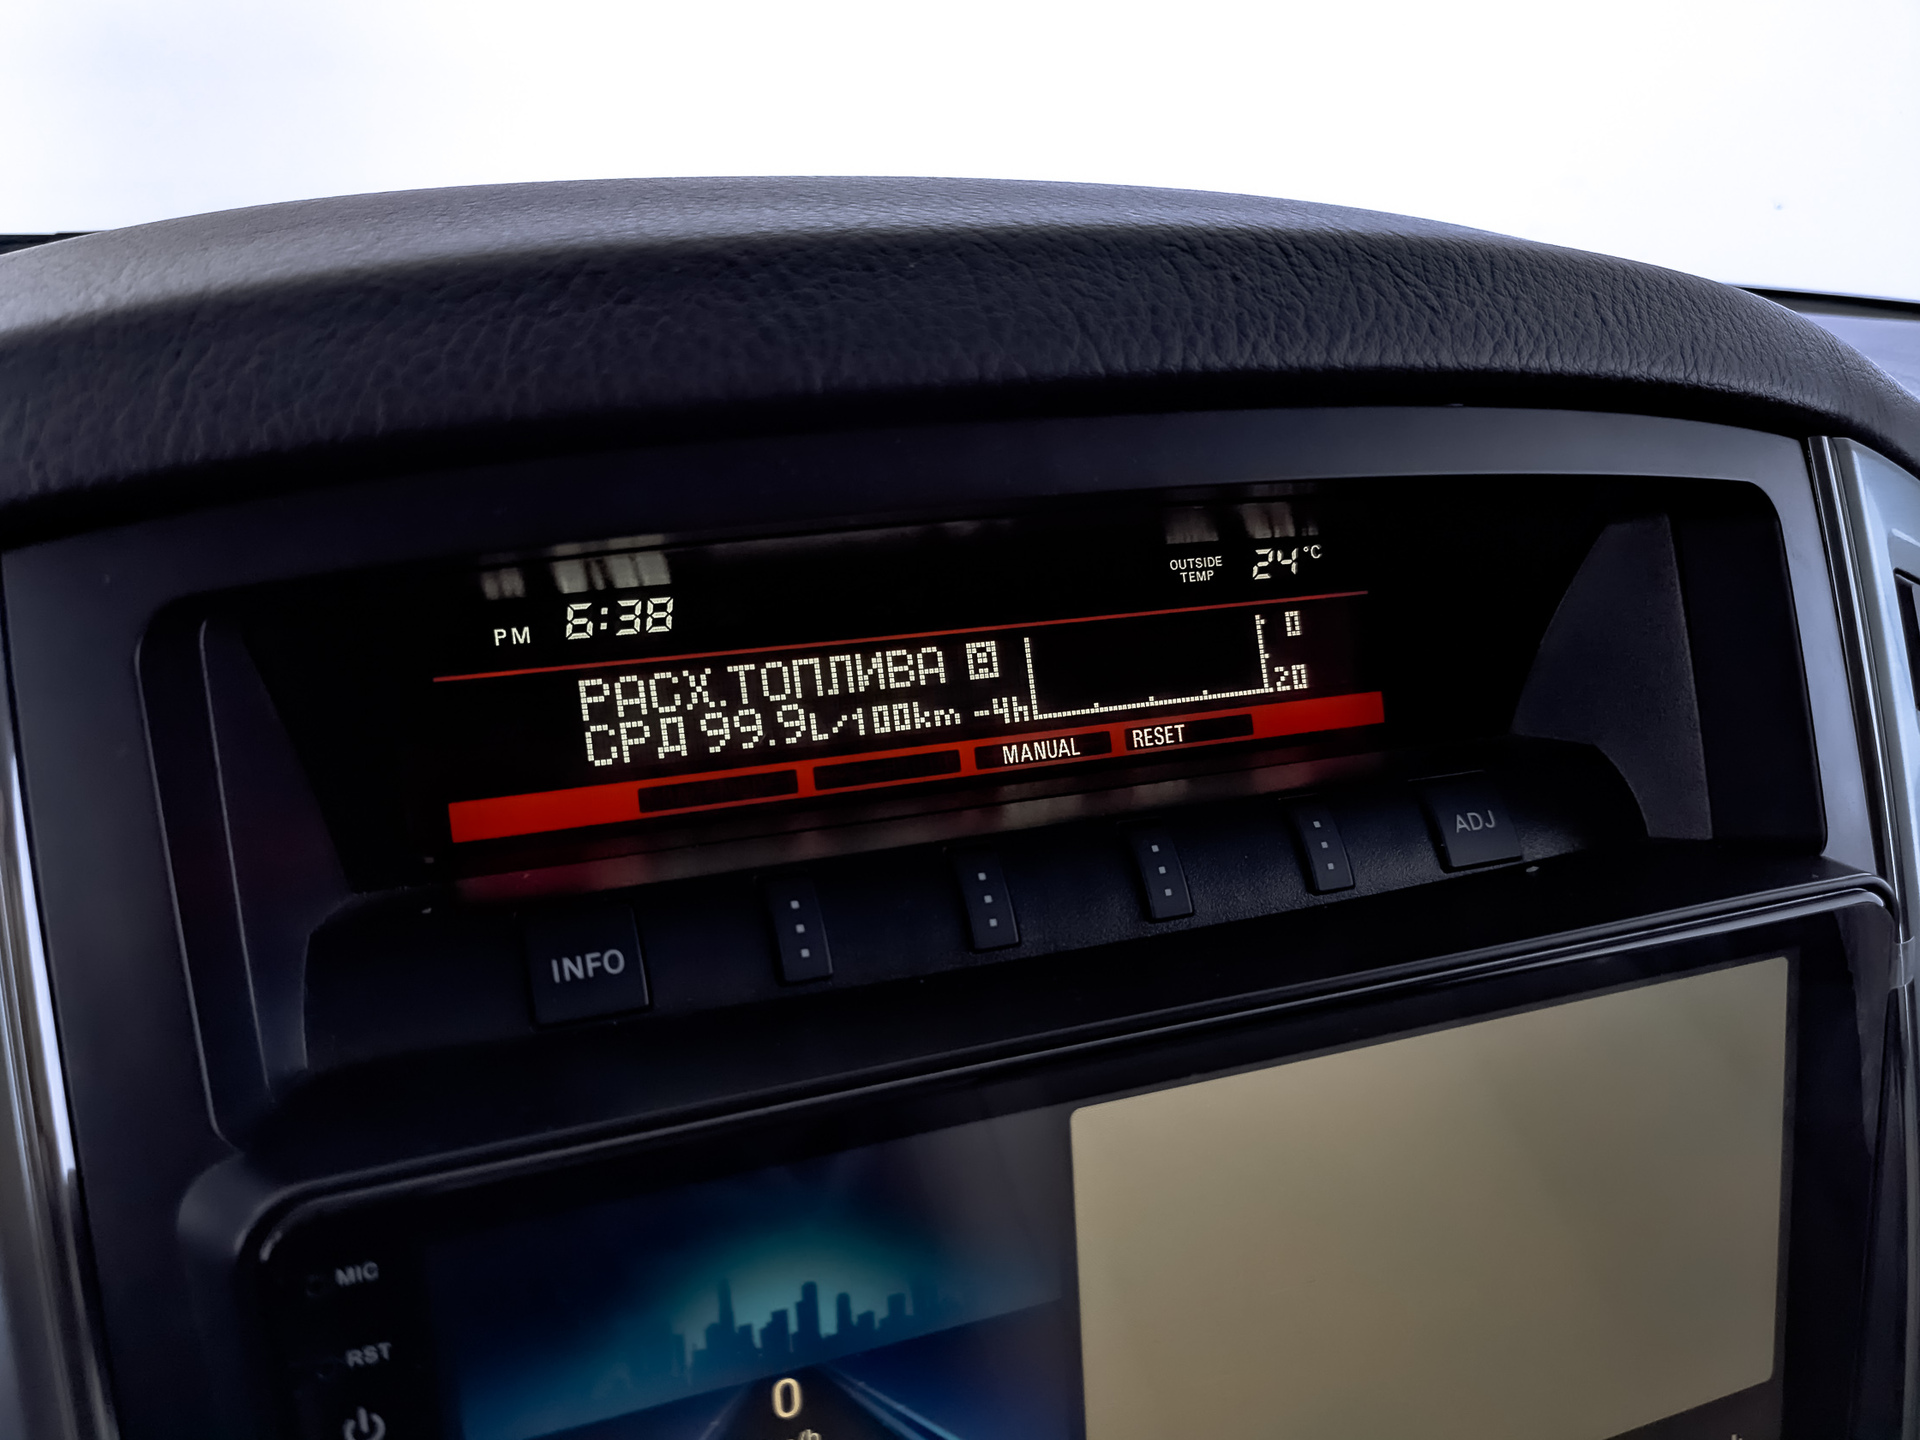 OUTSIDE
TEMP 24°C
PM 6:38
РАСХ.ТОПЛИВА 0
СРД 99.9L/100km -4h 20
MANUAL RESET
INFO ADJ
MIC
RST
0